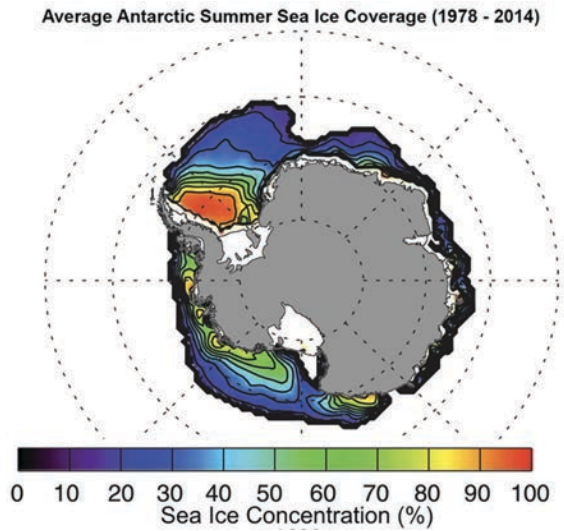 Average Antarctic Summer Sea Ice Coverage (1978 - 2014)
0 10 20 30 40 50 60 70 80 90 100
Sea Ice Concentration (%)